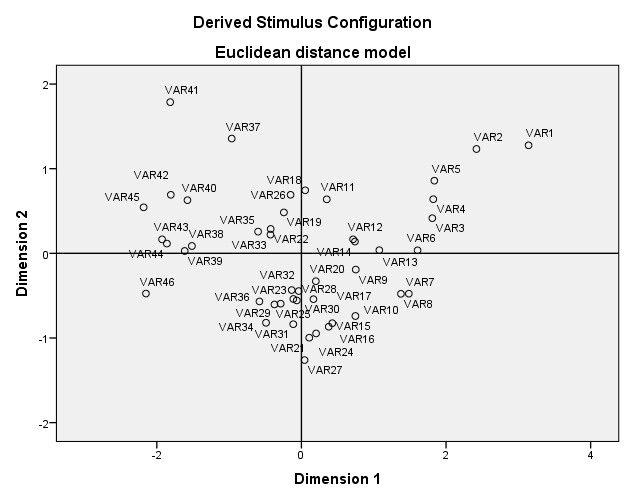 Derived Stimulus Configuration
Euclidean distance model
2
VAR41
VAR37
VAR2
VAR1
1
VAR42
VAR18
VAR5
VAR45
VAR40
VAR26
VAR11
VAR4
VAR43
VAR38
VAR35
VAR19
VAR12
VAR3
VAR33
VAR22
VAR6
VAR14
0
VAR44
VAR39
VAR13
VAR46
VAR32
VAR20
VAR9
VAR7
VAR36
VAR23
VAR28
VAR17
VAR8
VAR29
VAR25
VAR30
VAR10
VAR34
VAR31
VAR15
VAR16
-1
VAR21
VAR24
VAR27
-2
-2
0
2
4
Dimension 1
Dimension 2